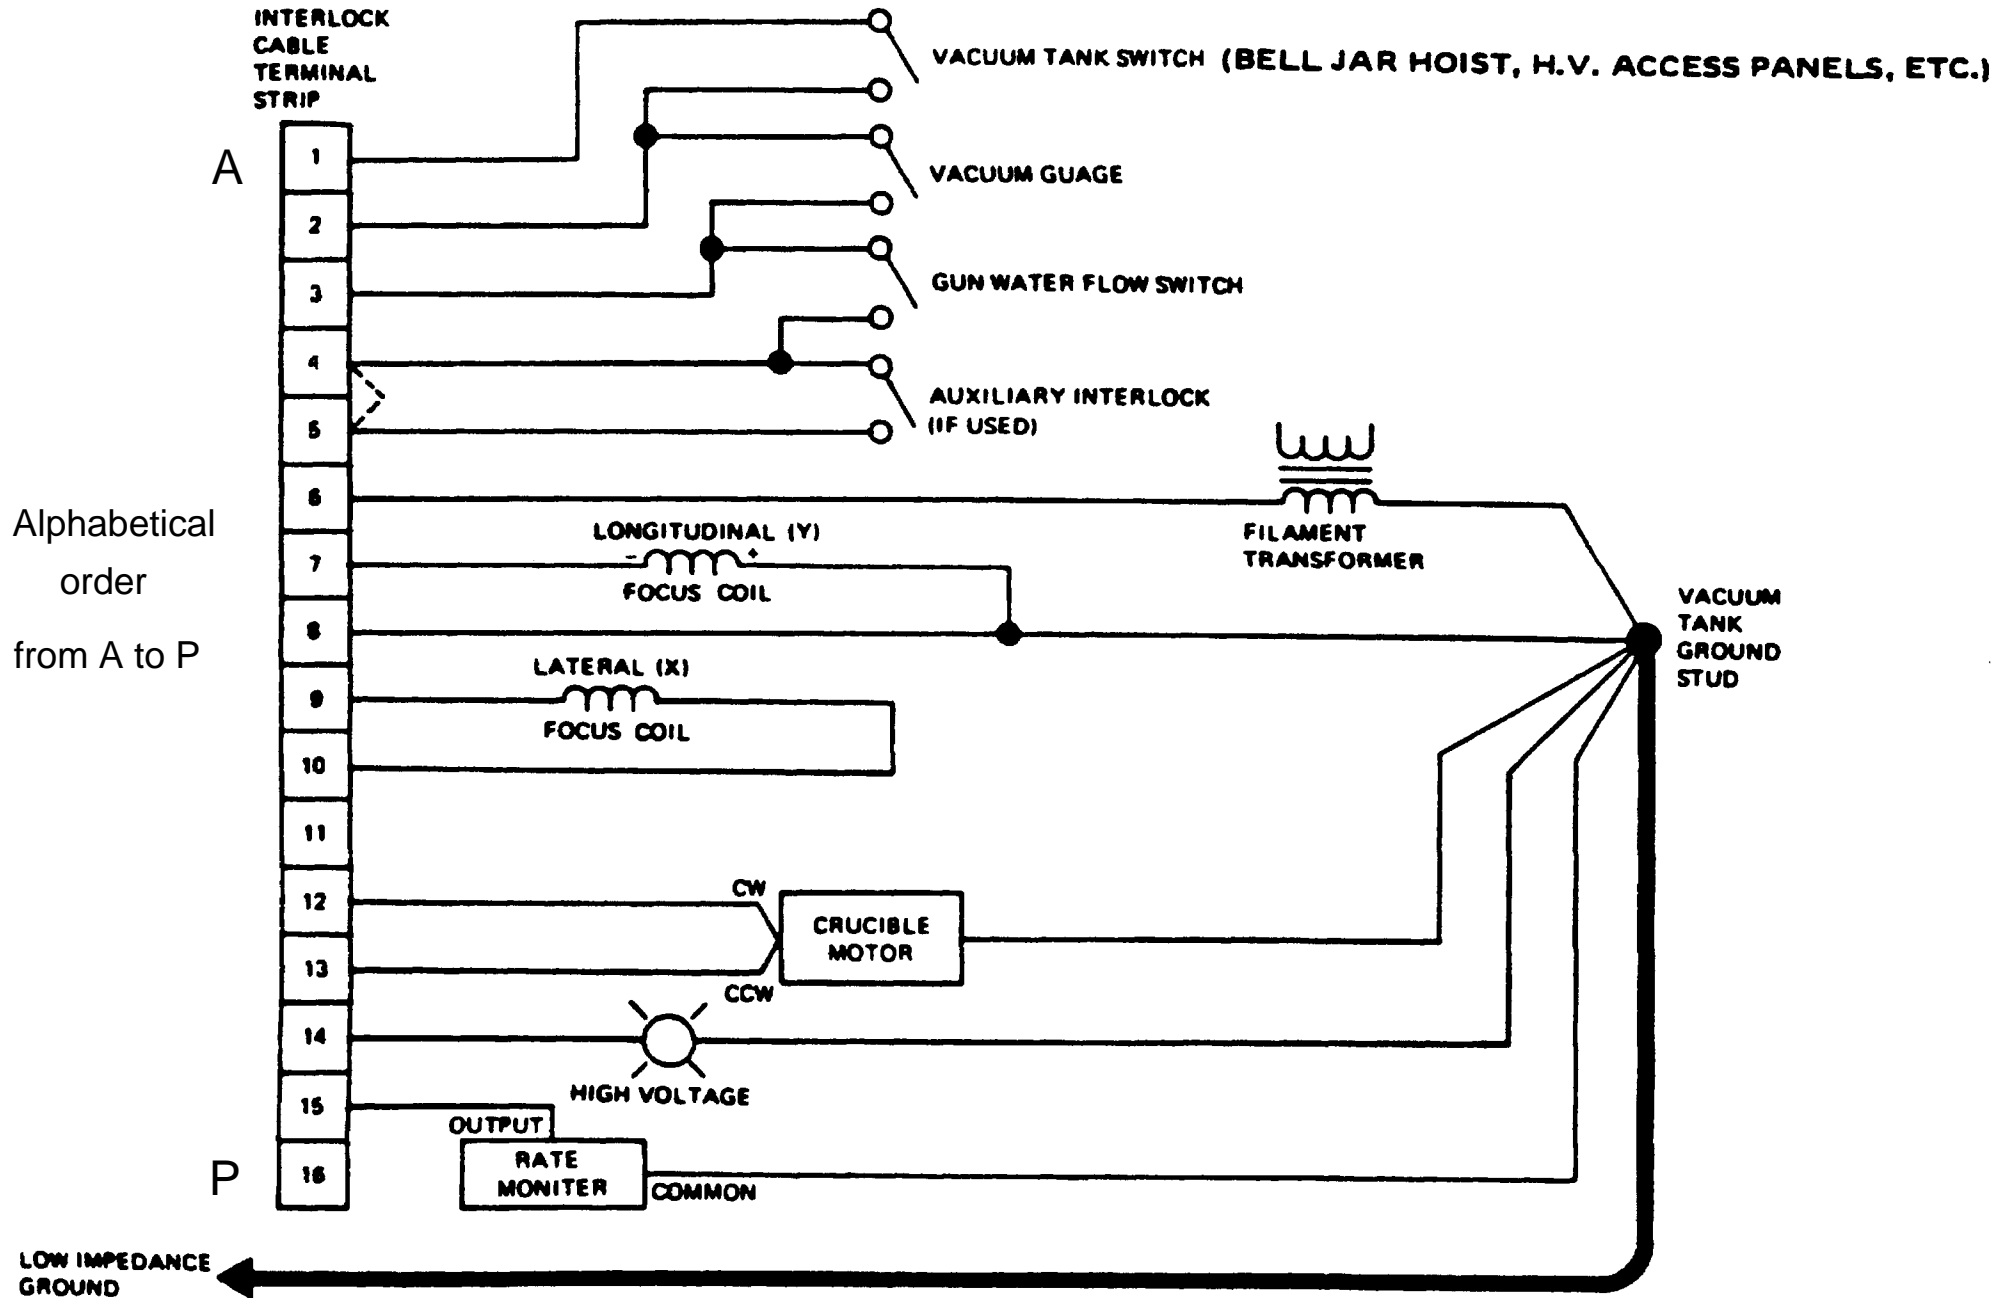 INTERLOCK
CABLE
TERMINAL
STRIP
VACUUM TANK SWITCH (BELL JAR HOIST, H.V. ACCESS PANELS, ETC.)
A
1
VACUUM GUAGE
2
3
GUN WATER FLOW SWITCH
4
AUXILIARY INTERLOCK
(IF USED)
5
6
FILAMENT
TRANSFORMER
Alphabetical
order
from A to P
LONGITUDINAL (Y)
- +
FOCUS COIL
7
8
VACUUM
TANK
GROUND
STUD
LATERAL (X)
FOCUS COIL
9
10
11
12
CW
CRUCIBLE
MOTOR
13
CCW
14
HIGH VOLTAGE
15
OUTPUT
P
16
RATE
MONITER
COMMON
LOW IMPEDANCE
GROUND